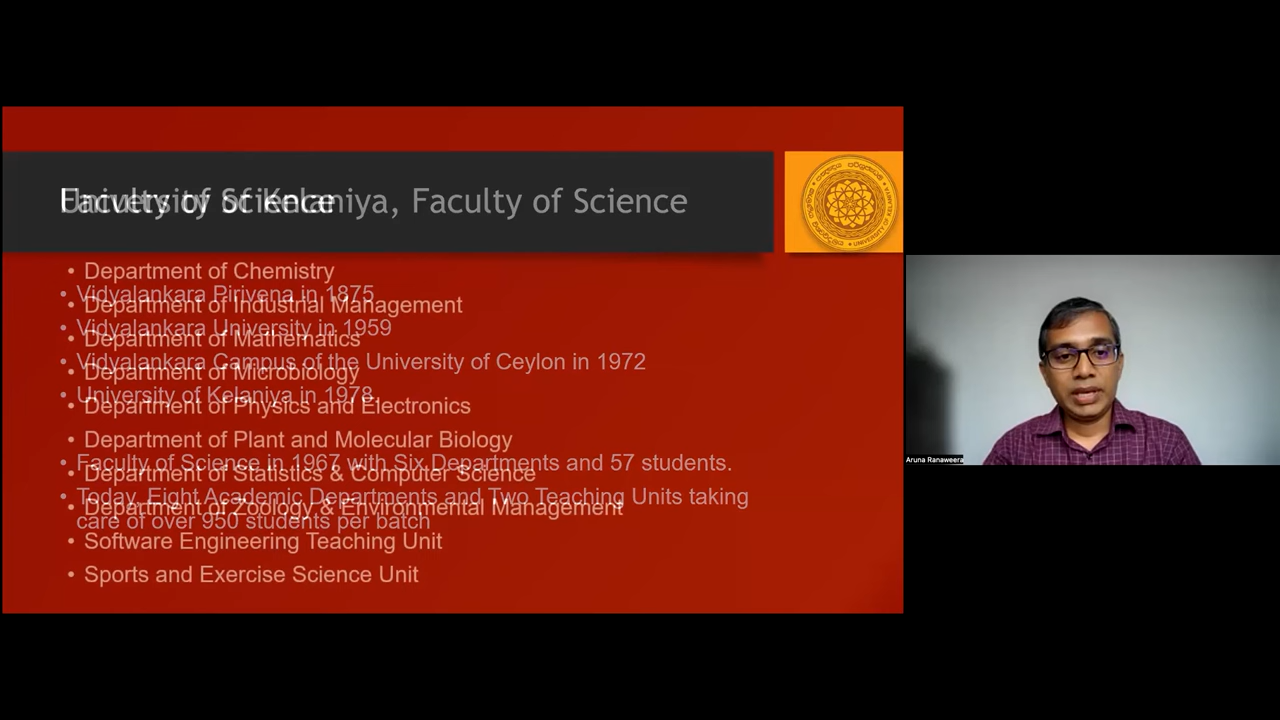 Faculty of Science
University of Kelaniya, Faculty of Science
• Department of Chemistry
• Vidyalankara Pirivena in 1875
• Department of Industrial Management
• Vidyalankara University in 1959
• Department of Mathematics
• Vidyalankara Campus of the University of Ceylon in 1972
• Department of Microbiology
• University of Kelaniya in 1978.
• Department of Physics and Electronics
• Department of Plant and Molecular Biology
• Faculty of Science in 1967 with Six Departments and 57 students.
• Department of Statistics & Computer Science
• Today, Eight Academic Departments and Two Teaching Units taking
• Department of Zoology & Environmental Management
care of over 950 students per batch
• Software Engineering Teaching Unit
• Sports and Exercise Science Unit
Aruna Ranaweera